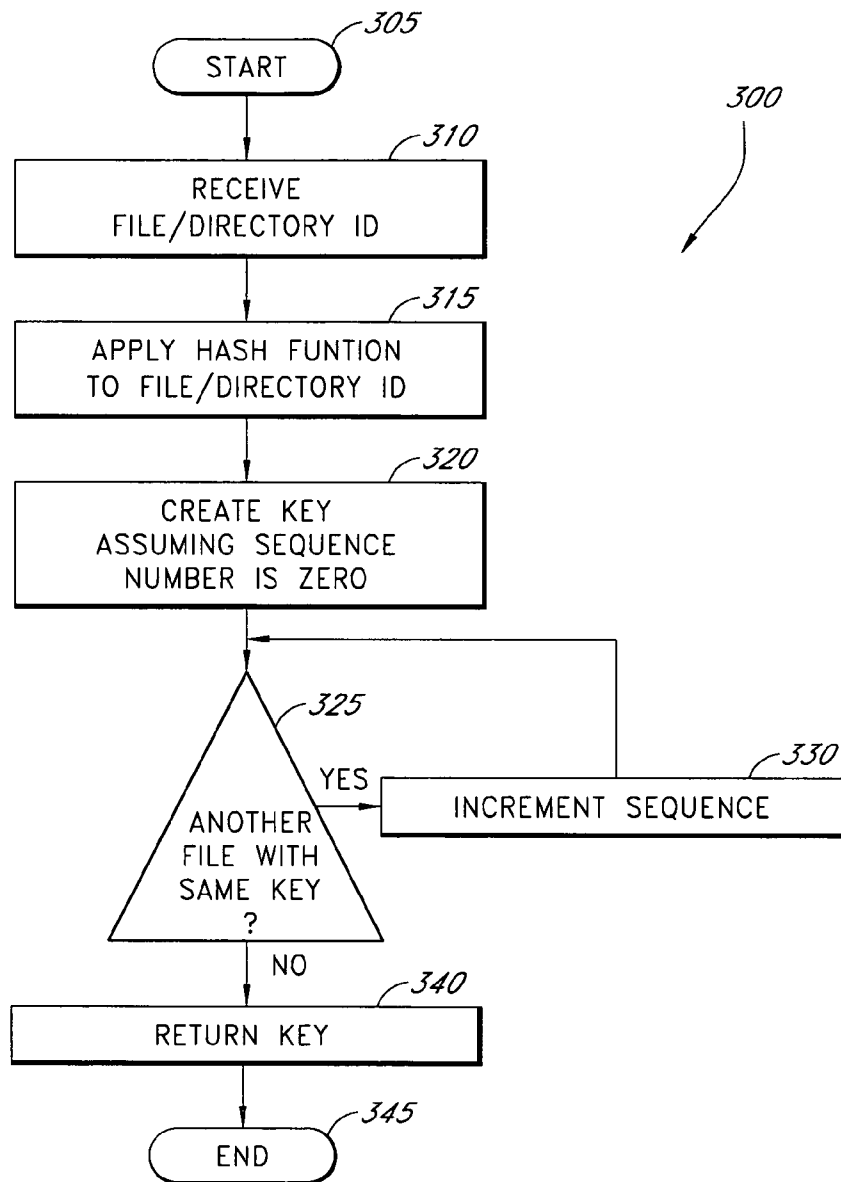 305
START
300
310
RECEIVE
FILE/DIRECTORY ID
315
APPLY HASH FUNTION
TO FILE/DIRECTORY ID
320
CREATE KEY
ASSUMING SEQUENCE
NUMBER IS ZERO
325
ANOTHER
FILE WITH
SAME KEY
?
YES
330
INCREMENT SEQUENCE
NO
340
RETURN KEY
345
END